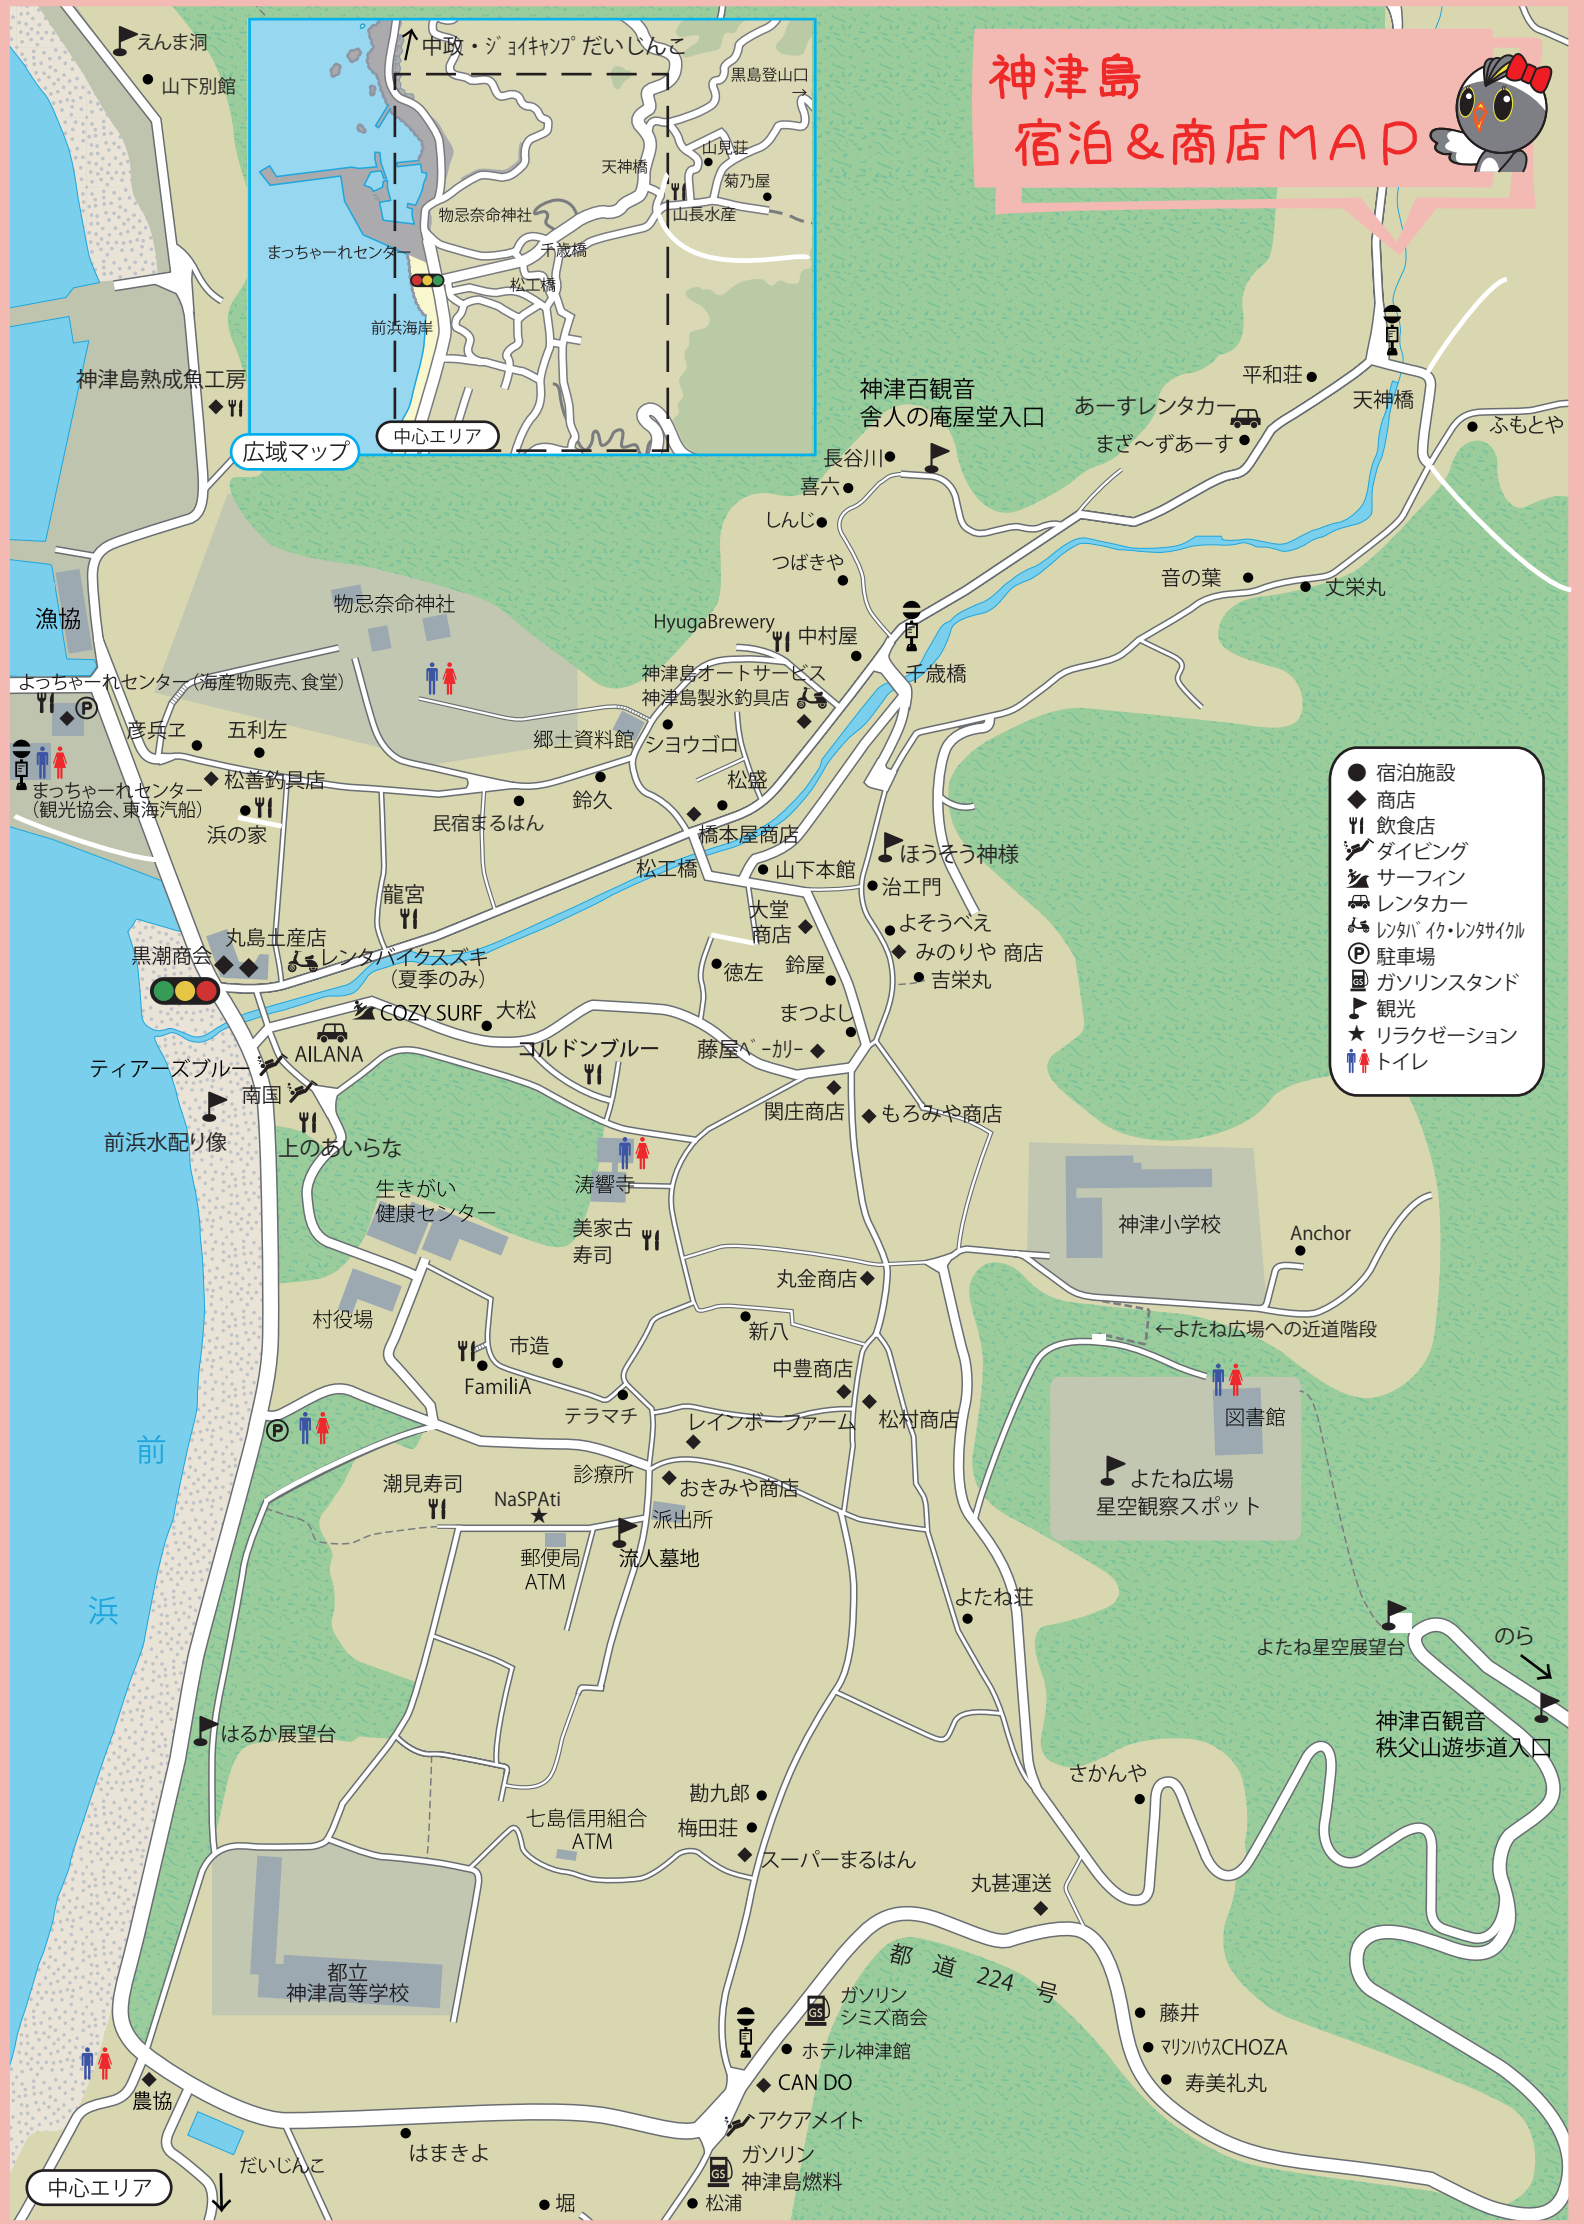 神津島
宿泊&商店MAP
えんま洞
山下別館
中政・ｼﾞｮｲｷｬﾝﾌﾟ だいじんこ
黒島登山口
→
山見荘
天神橋
菊乃屋
物忌奈命神社
山長水産
まっちゃーれセンター
千歳橋
松工橋
前浜海岸
中心エリア
広域マップ
神津島熟成魚工房
平和荘
天神橋
神津百観音
舎人の庵屋堂入口
あーすレンタカー
まざ～ずあーす
ふもとや
長谷川
喜六
しんじ
つばきや
音の葉
丈栄丸
漁協
物忌奈命神社
HyugaBrewery
中村屋
神津島オートサービス
神津島製氷釣具店
千歳橋
よっちゃーれセンター(海産物販売、食堂)
彦兵ヱ
五利左
郷土資料館
シヨウゴロ
松善釣具店
鈴久
松盛
まっちゃーれセンター
(観光協会、東海汽船)
浜の家
民宿まるはん
橋本屋商店
松工橋
山下本館
ほうそう神様
治エ門
龍宮
大堂
商店
よそうべえ
みのりや 商店
丸島土産店
黒潮商会
レンタバイクスズキ
(夏季のみ)
徳左
鈴屋
吉栄丸
COZY SURF
大松
まつよし
AILANA
コルドンブルー
藤屋ﾍﾞｰｶﾘｰ
ティアーズブルー
南国
関庄商店
もろみや商店
前浜水配り像
上のあいらな
宿泊施設
商店
飲食店
ダイビング
サーフィン
レンタカー
ﾚﾝﾀﾊﾞｲｸ・ﾚﾝﾀｻｲｸﾙ
駐車場
ガソリンスタンド
観光
リラクゼーション
トイレ
涛響寺
生きがい
健康センター
美家古
寿司
神津小学校
Anchor
丸金商店
村役場
新八
←よたね広場への近道階段
市造
FamiliA
中豊商店
テラマチ
レインボーファーム
松村商店
図書館
前
浜
診療所
おきみや商店
よたね広場
星空観察スポット
潮見寿司
NaSPAti
派出所
郵便局
ATM
流人墓地
よたね荘
よたね星空展望台
のら
はるか展望台
神津百観音
秩父山遊歩道入口
さかんや
勘九郎
七島信用組合
ATM
梅田荘
スーパーまるはん
丸甚運送
都立
神津高等学校
都 道 224 号
ガソリン
シミズ商会
藤井
ホテル神津館
ﾏﾘﾝﾊｳｽCHOZA
CAN DO
寿美礼丸
農協
アクアメイト
はまきよ
ガソリン
神津島燃料
だいじんこ
中心エリア
堀
松浦
P
P
P
GS
GS
GS